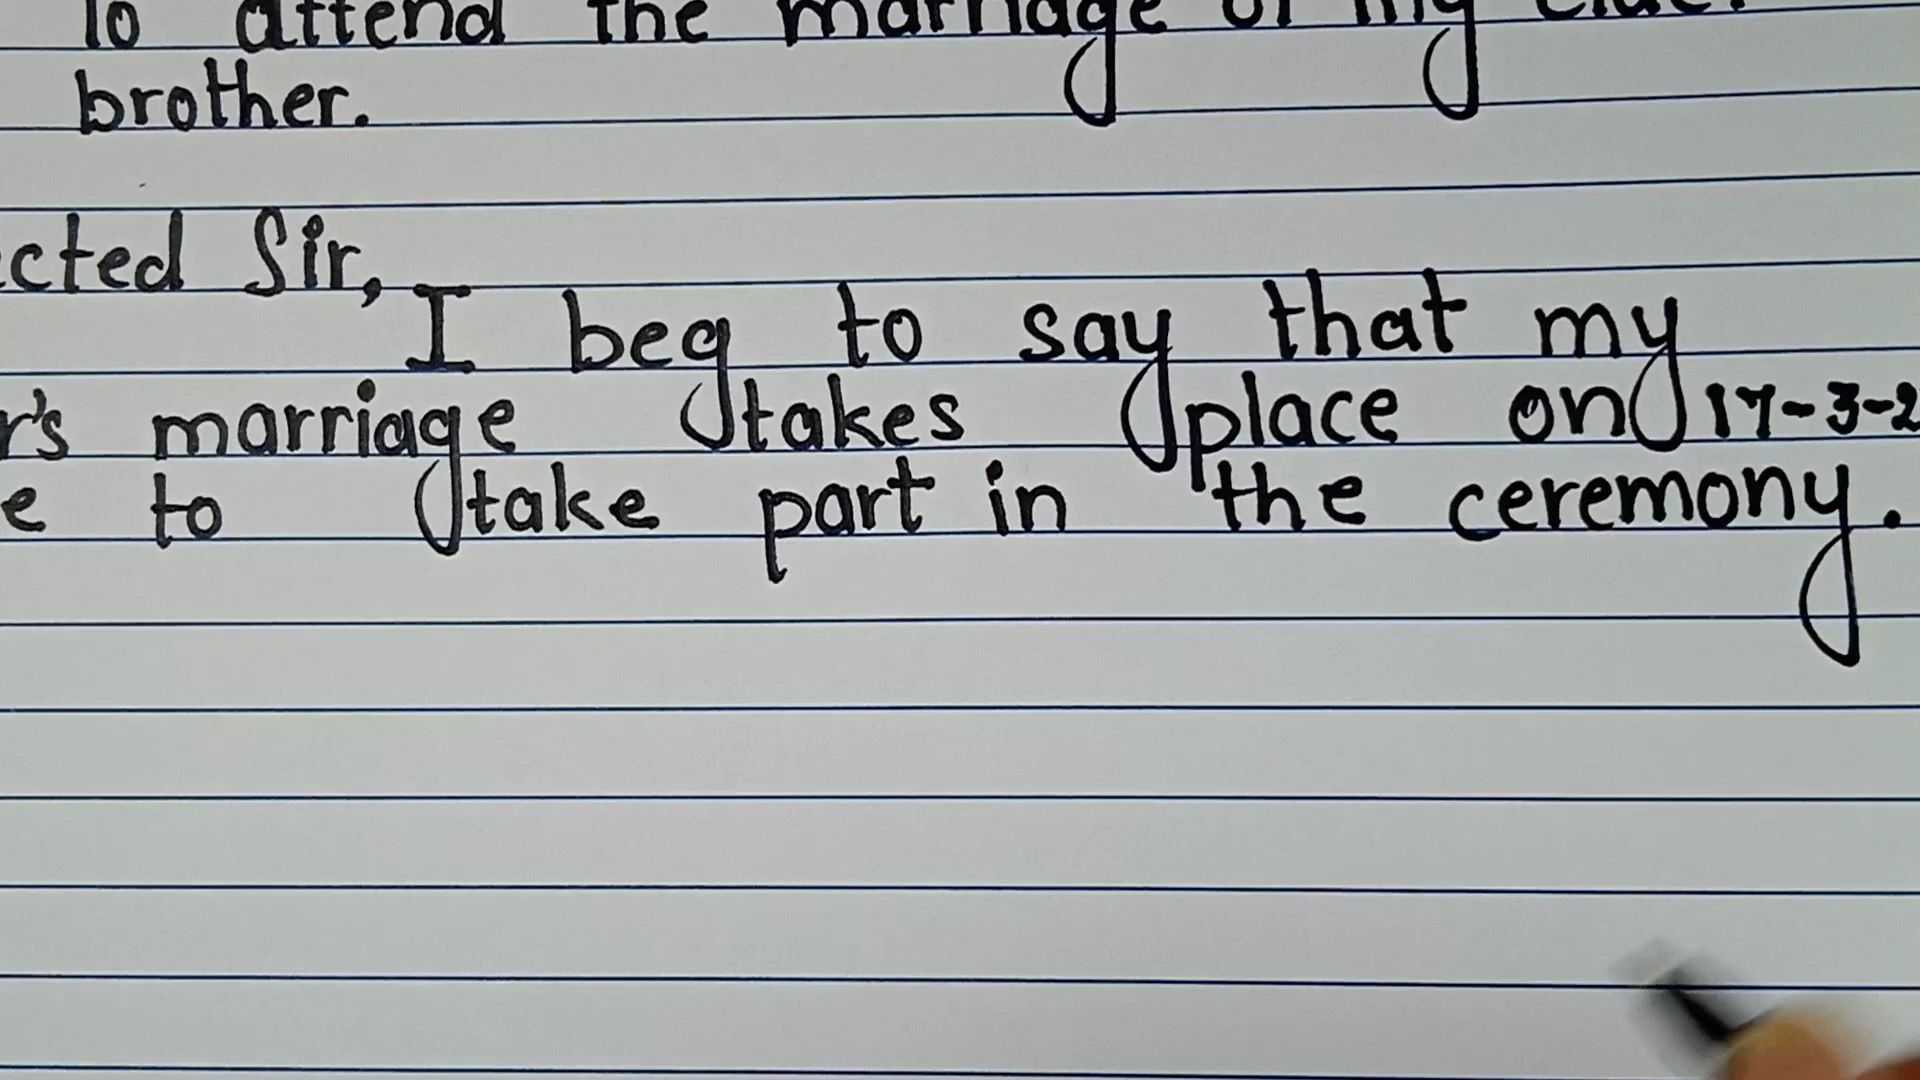 To attend the marriage of my elder
brother.
cted Sir,
I beg to say that my
r's marriage takes place on 17-3-2
e to take part in the ceremony.